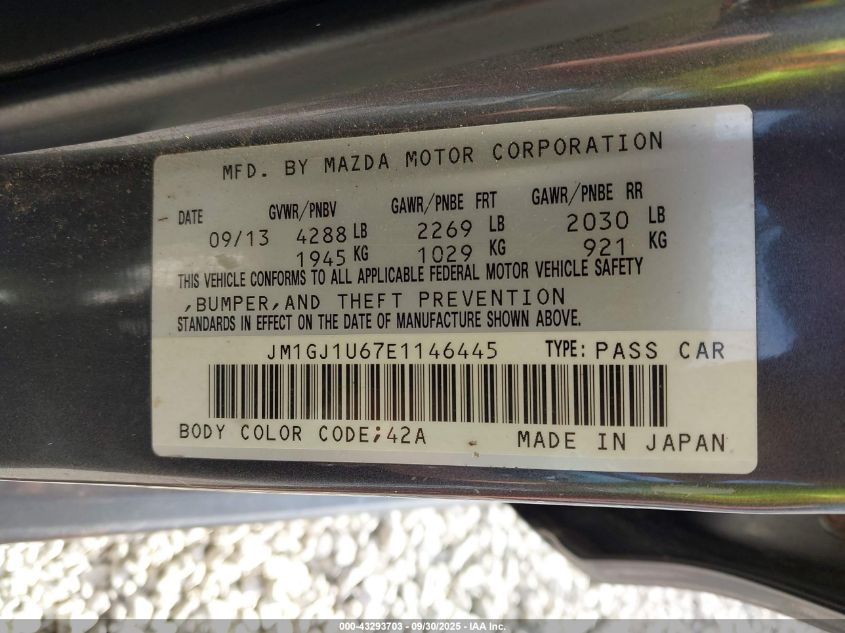 MFD. BY MAZDA MOTOR CORPORATION
DATE GVWR/PNBV GAWR/PNBE FRT GAWR/PNBE RR
09/13 4288 LB 2269 LB 2030 LB
1945 KG 1029 KG 921 KG
THIS VEHICLE CONFORMS TO ALL APPLICABLE FEDERAL MOTOR VEHICLE SAFETY
,BUMPER,AND THEFT PREVENTION
STANDARDS IN EFFECT ON THE DATE OF MANUFACTURE SHOWN ABOVE.
JM1GJ1U67E1146445 TYPE: PASS CAR
BODY COLOR CODE;42A MADE IN JAPAN
000-43293703 - 09/30/2025 - IAA Inc.